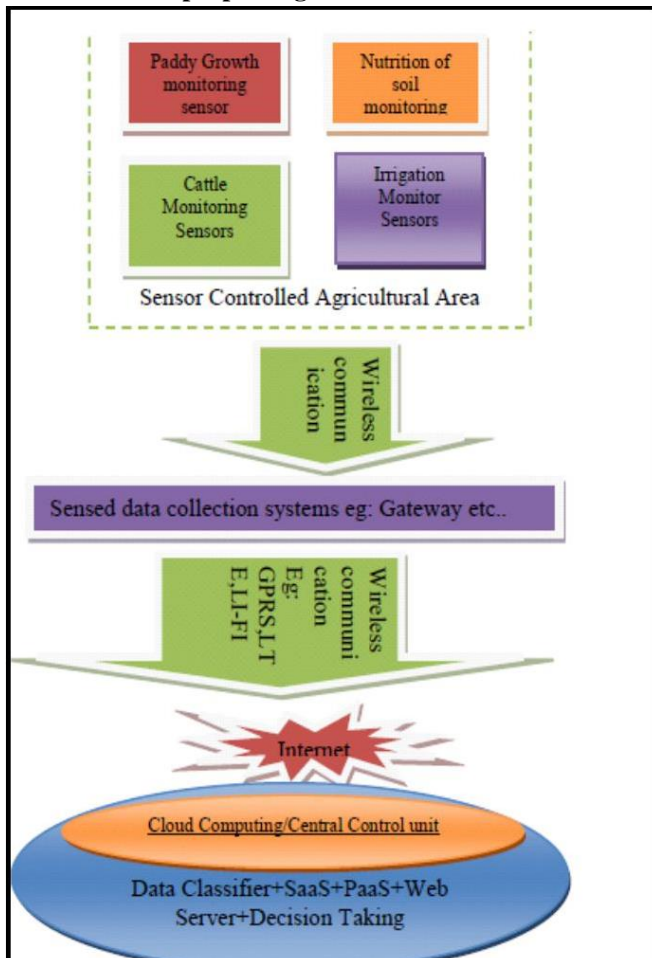 Paddy Growth
monitoring
sensor
Nutrition of
soil
monitoring
Cattle
Monitoring
Sensors
Irrigation
Monitor
Sensors
Sensor Controlled Agricultural Area
Wireless
commun
ication
Sensed data collection systems eg: Gateway etc..
Wireless
communi
cation
Eg:
GPRS,LT
E,LI-FI
Internet
Cloud Computing/Central Control unit
Data Classifier+SaaS+PaaS+Web
Server+Decision Taking